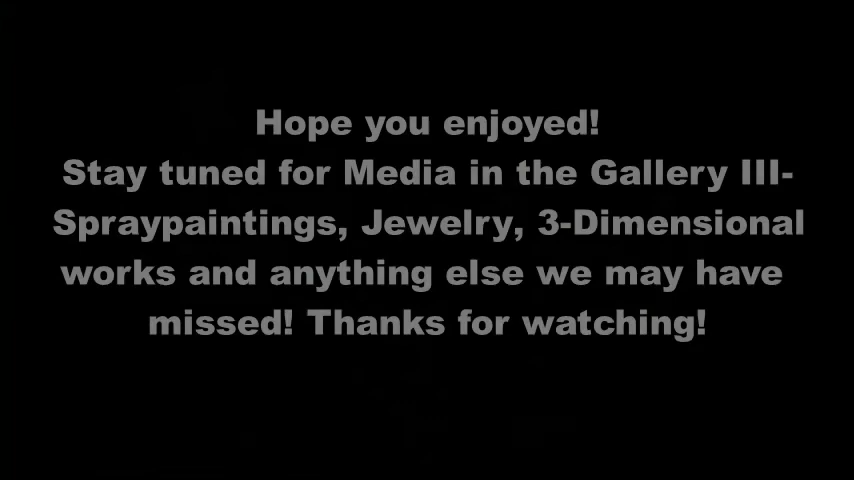 Hope you enjoyed!
Stay tuned for Media in the Gallery III-
Spraypaintings, Jewelry, 3-Dimensional
works and anything else we may have
missed! Thanks for watching!